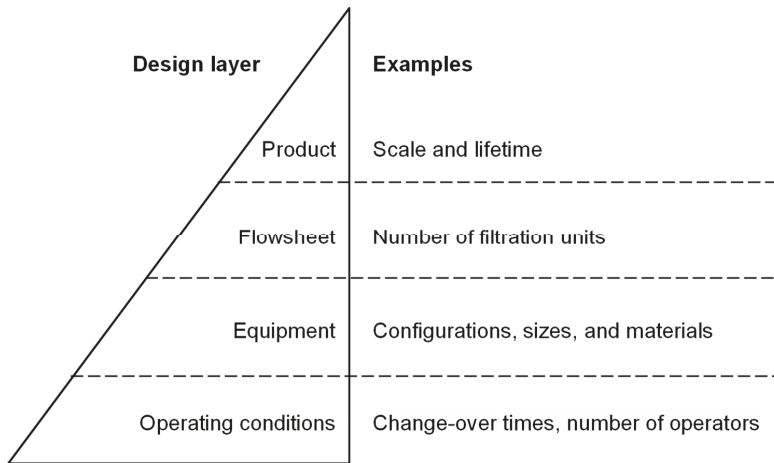 Design layer Examples
Product Scale and lifetime
Flowsheet Number of filtration units
Equipment Configurations, sizes, and materials
Operating conditions Change-over times, number of operators